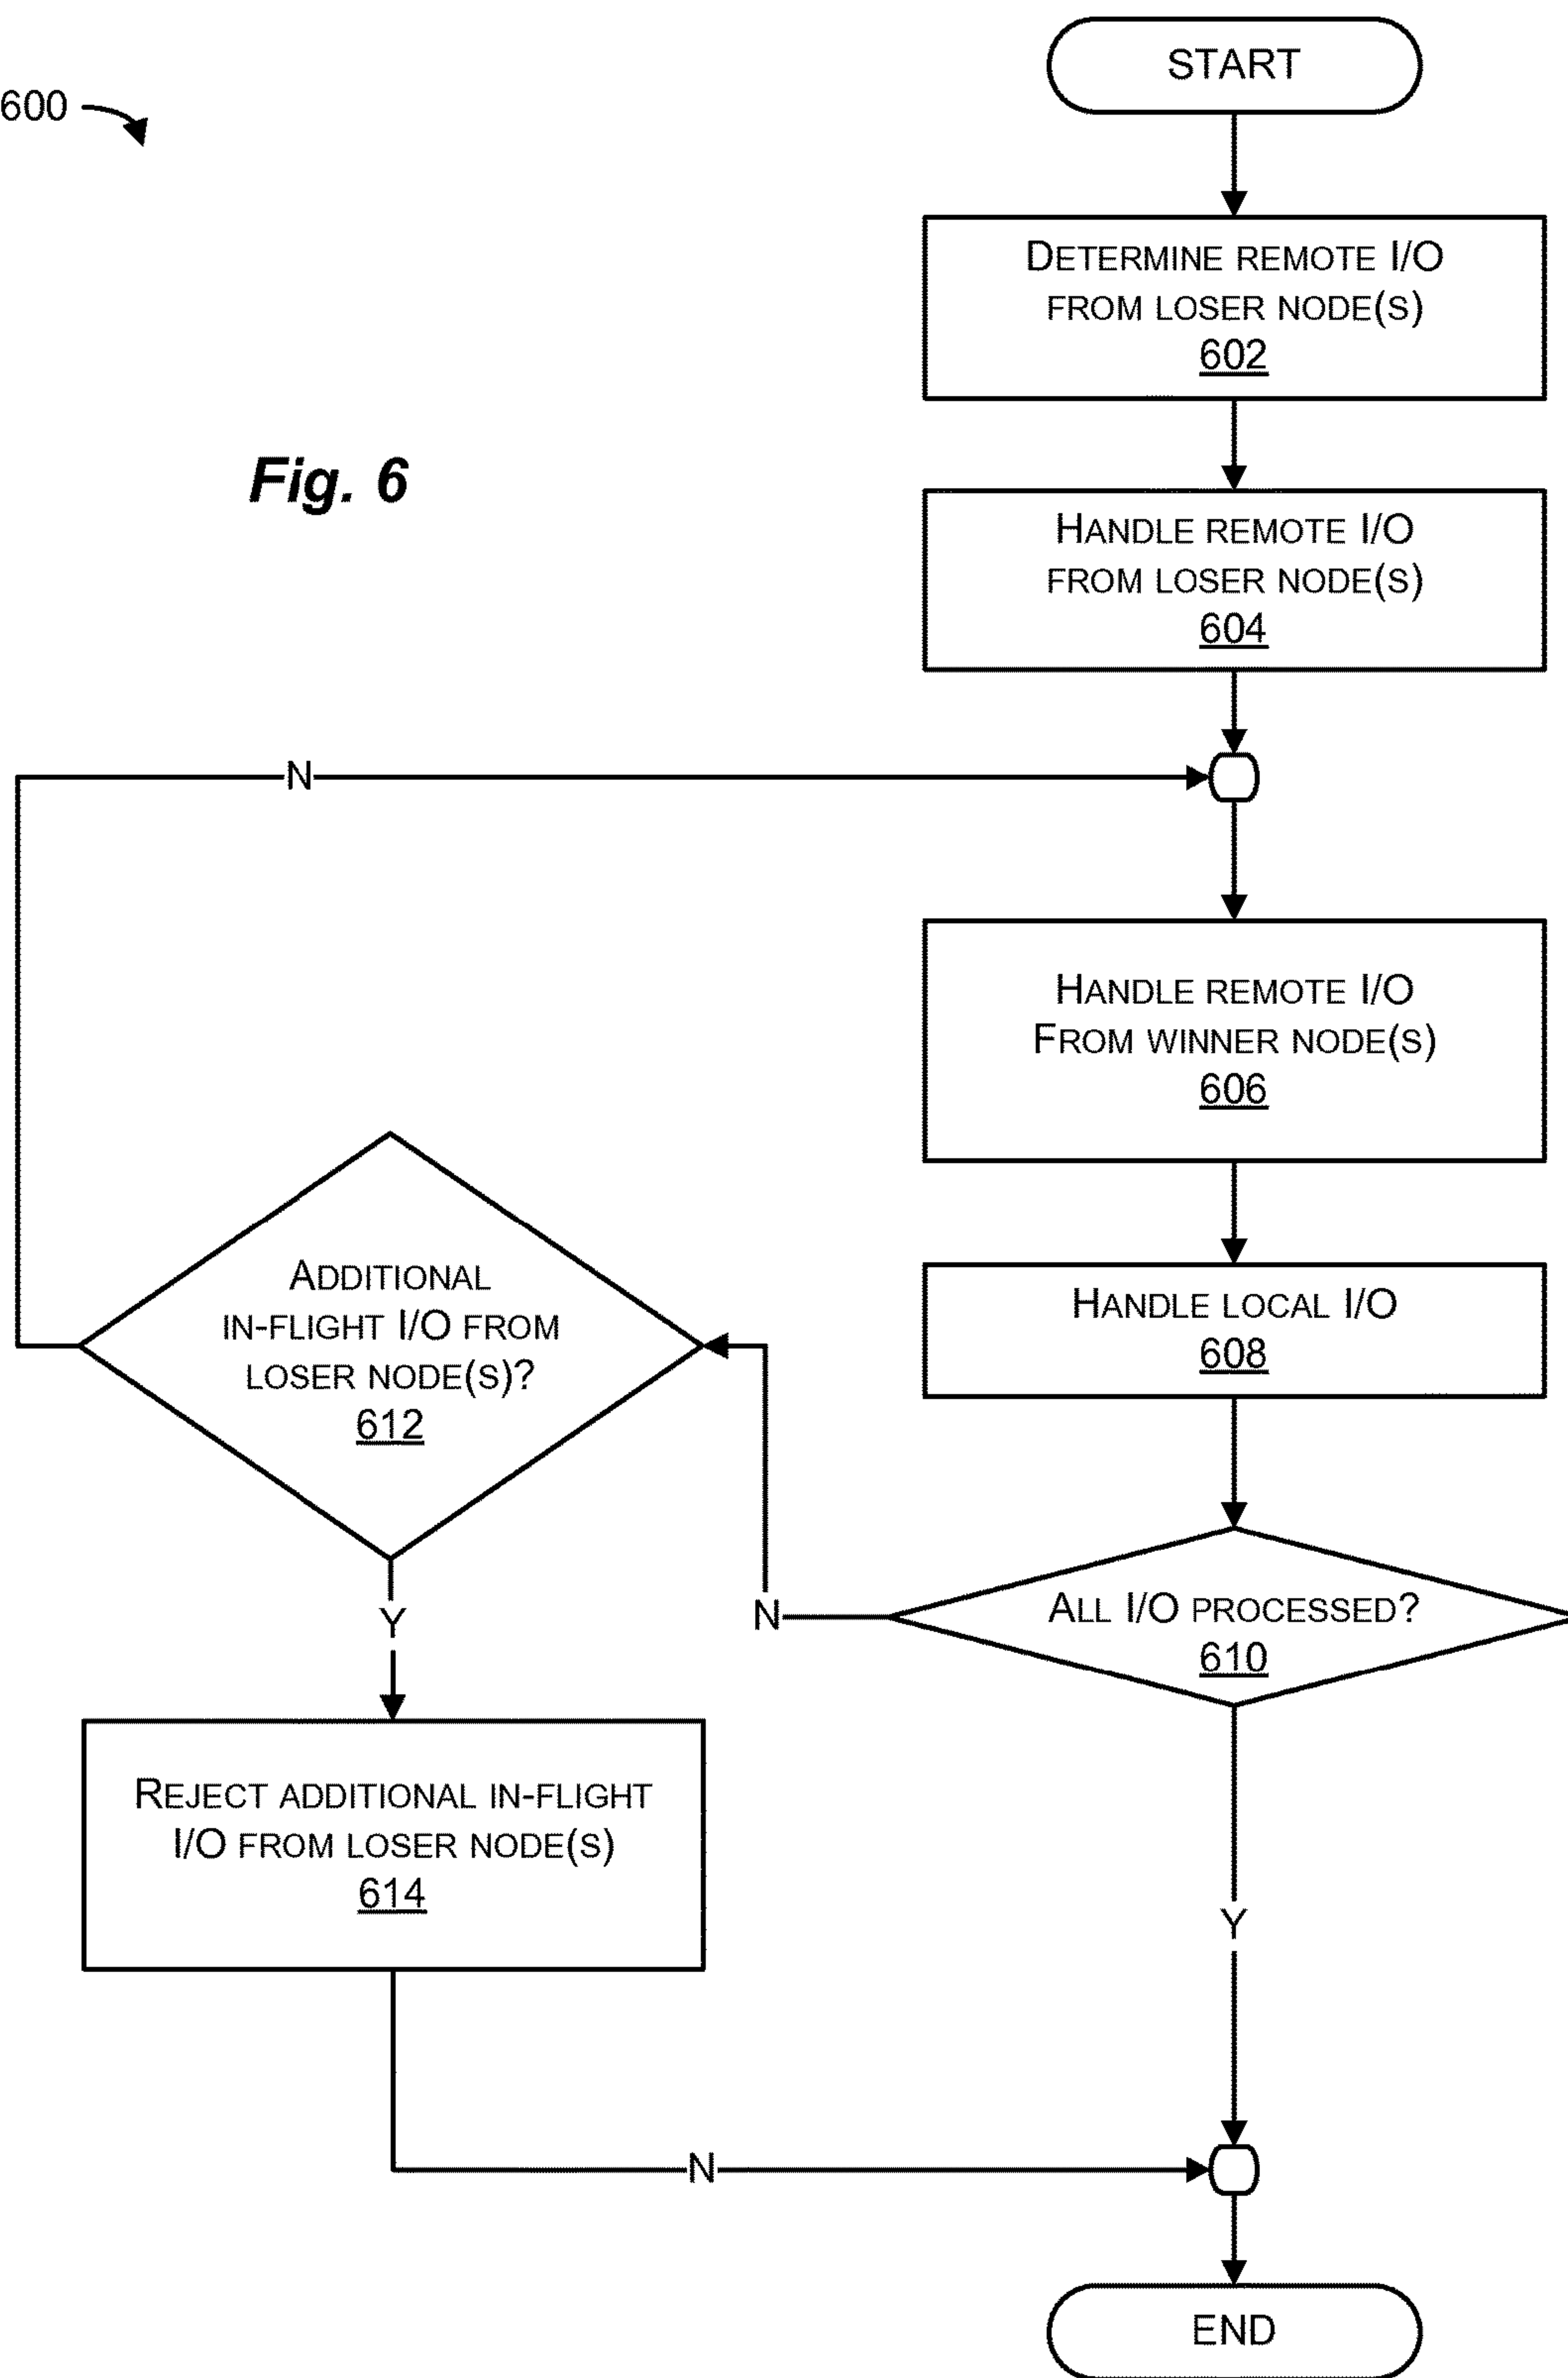 START
600
DETERMINE REMOTE I/O
FROM LOSER NODE(S)
602
Fig. 6
HANDLE REMOTE I/O
FROM LOSER NODE(S)
604
N
HANDLE REMOTE I/O
FROM WINNER NODE(S)
606
ADDITIONAL
IN-FLIGHT I/O FROM
LOSER NODE(S)?
612
HANDLE LOCAL I/O
608
ALL I/O PROCESSED?
610
N
Y
REJECT ADDITIONAL IN-FLIGHT
I/O FROM LOSER NODE(S)
614
Y
N
END